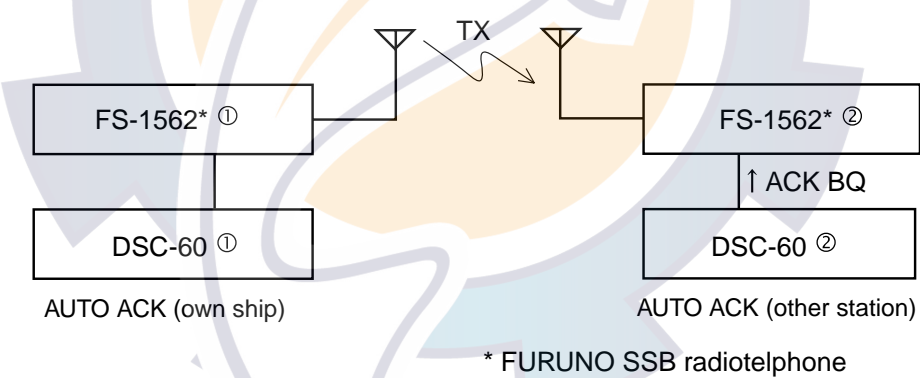 TX
FS-1562* ①
FS-1562* ②
↑ ACK BQ
DSC-60 ①
DSC-60 ②
AUTO ACK (own ship)
AUTO ACK (other station)
* FURUNO SSB radiotelphone